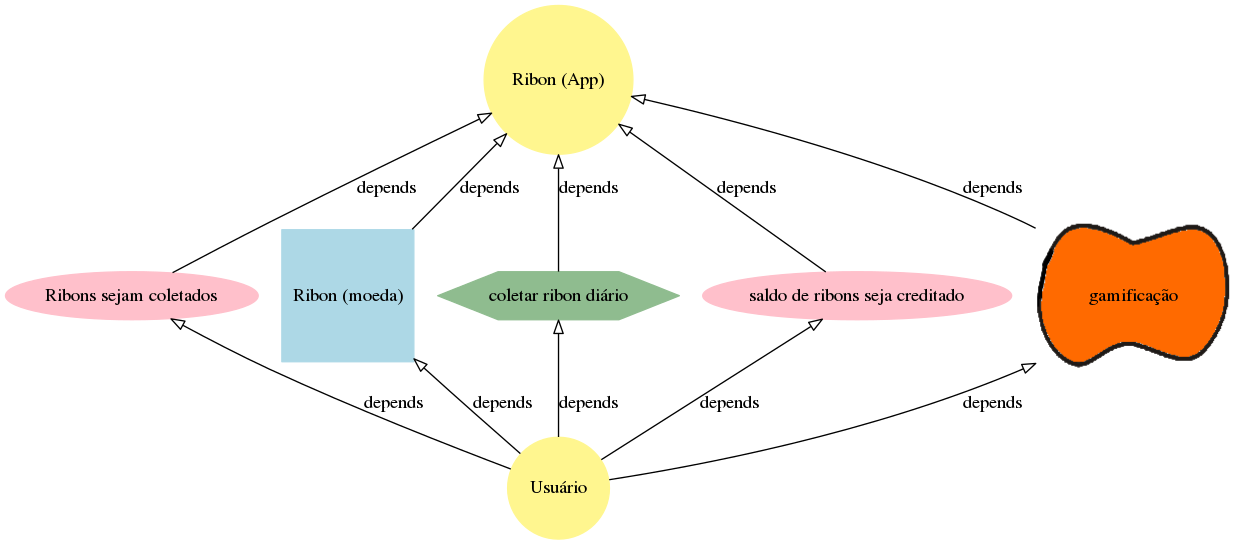 Ribon (App)
depends
depends
depends
depends
depends
Ribons sejam coletados
Ribon (moeda)
coletar ribon diário
saldo de ribons seja creditado
gamificação
depends
depends
depends
depends
depends
Usuário